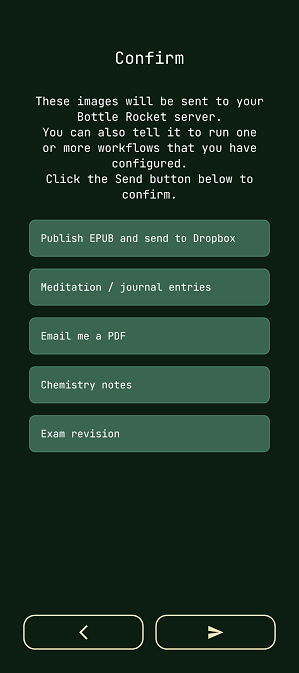 Confirm
These images will be sent to your
Bottle Rocket server.
You can also tell it to run one
or more workflows that you have
configured.
Click the Send button below to
confirm.
Publish EPUB and send to Dropbox
Meditation / journal entries
Email me a PDF
Chemistry notes
Exam revision